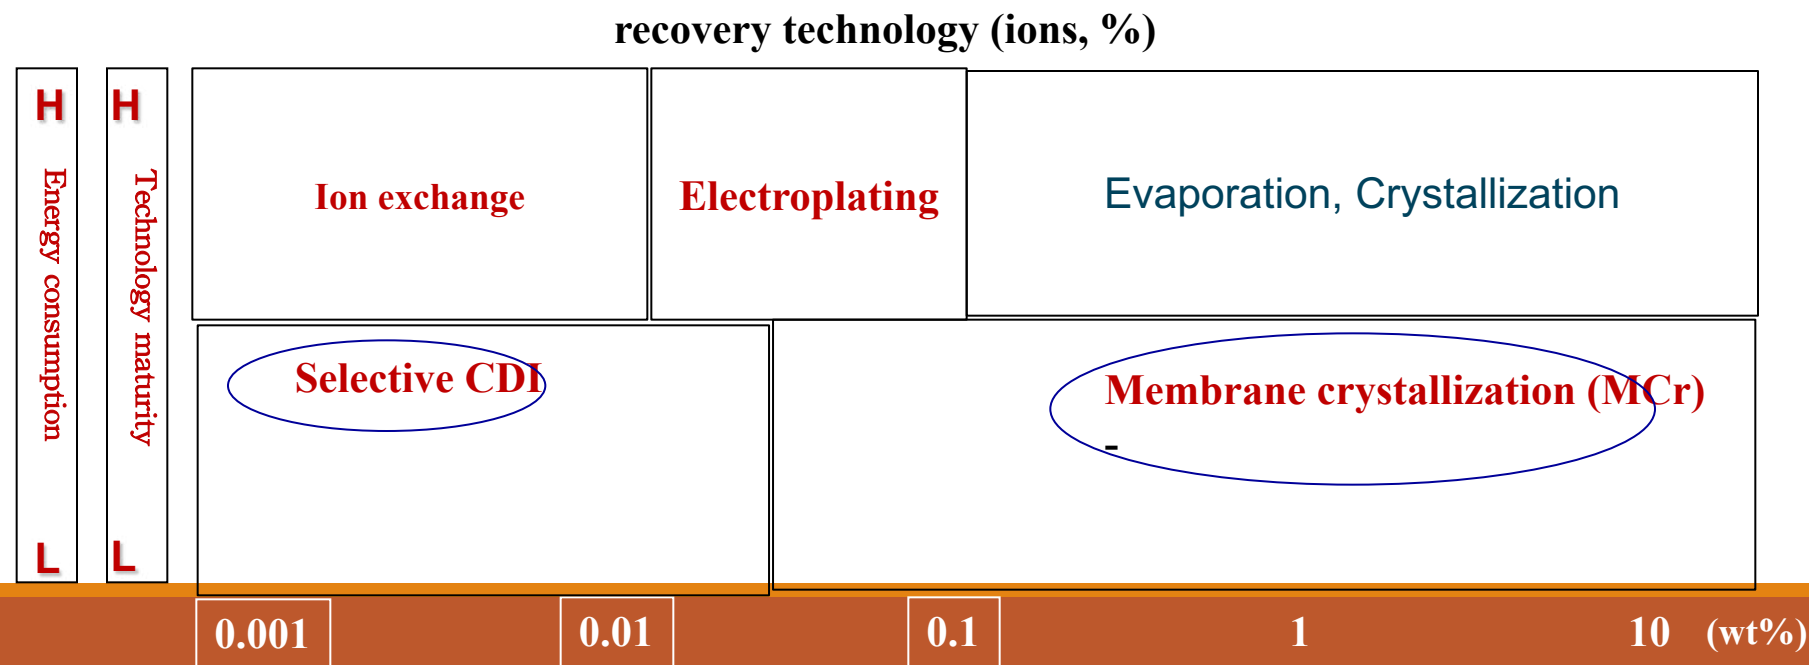 recovery technology (ions, %)
H
Energy consumption
L
H
Technology maturity
L
Ion exchange
Electroplating
Evaporation, Crystallization
Selective CDI
Membrane crystallization (MCr)
-
0.001
0.01
0.1
1
10
(wt%)